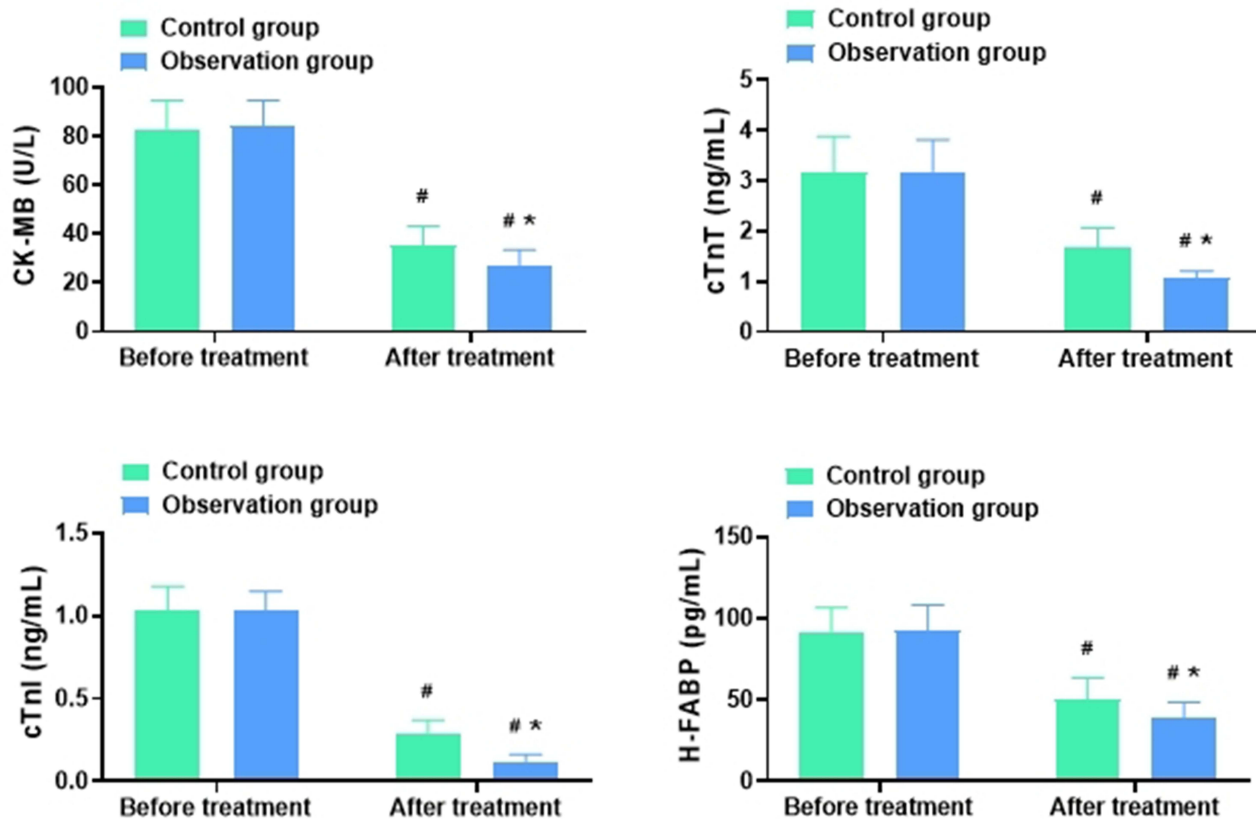 Control group
Observation group
CK-MB (U/L)
100
80
60
40
20
0
#
# *
Before treatment
After treatment
Control group
Observation group
cTnT (ng/mL)
5
4
3
2
1
0
#
# *
Before treatment
After treatment
Control group
Observation group
cTnI (ng/mL)
1.5
1.0
0.5
0.0
#
# *
Before treatment
After treatment
Control group
Observation group
H-FABP (pg/mL)
150
100
50
0
#
# *
Before treatment
After treatment